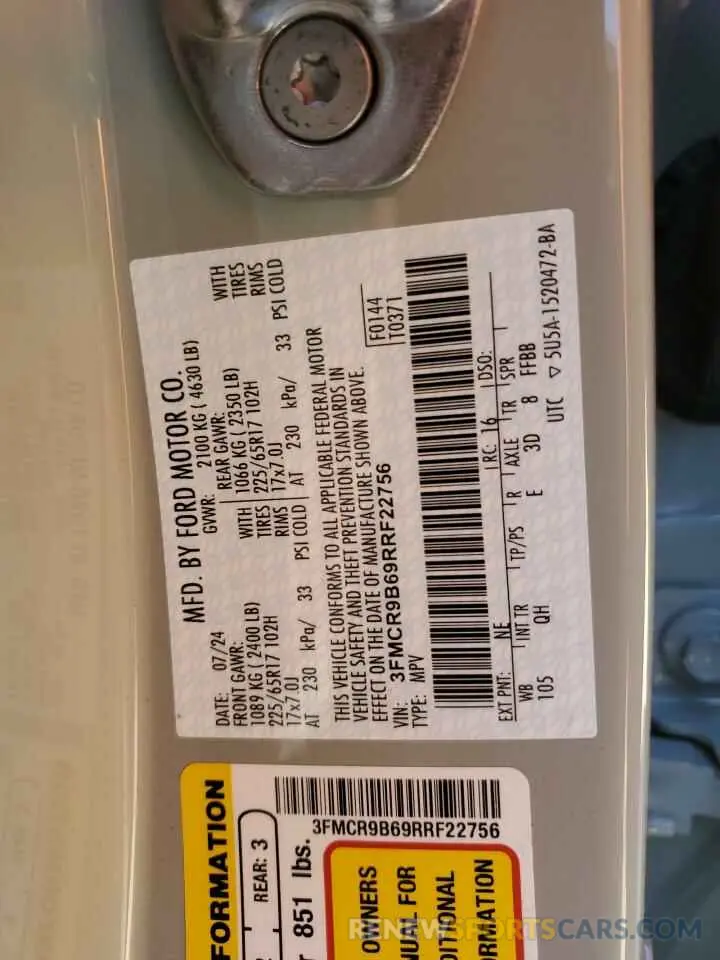 MFD. BY FORD MOTOR CO.
DATE: 07/24 GVWR: 2100 KG ( 4630 LB)
FRONT GAWR: REAR GAWR:
1089 KG ( 2400 LB) WITH 1066 KG ( 2350 LB) WITH
225/65R17 102H TIRES 225/65R17 102H TIRES
17x7.0J RIMS 17x7.0J RIMS
AT 230 kPa/ 33 PSI COLD AT 230 kPa/ 33 PSI COLD
THIS VEHICLE CONFORMS TO ALL APPLICABLE FEDERAL MOTOR
VEHICLE SAFETY AND THEFT PREVENTION STANDARDS IN
EFFECT ON THE DATE OF MANUFACTURE SHOWN ABOVE.
VIN: 3FMCR9B69RRF22756
TYPE: MPV
F0144
T0371
EXT PNT: NE RC: 16 DSO:
WB INT TR TP/PS R AXLE TR SPR
105 QH E 3D 8 FFBB
UTC ▽ 5U5A-1520472-BA
FORMATION
REAR: 3
851 lbs.
3FMCR9B69RRF22756
OWNERS
FOR
RENEWSPORTSCARS.COM